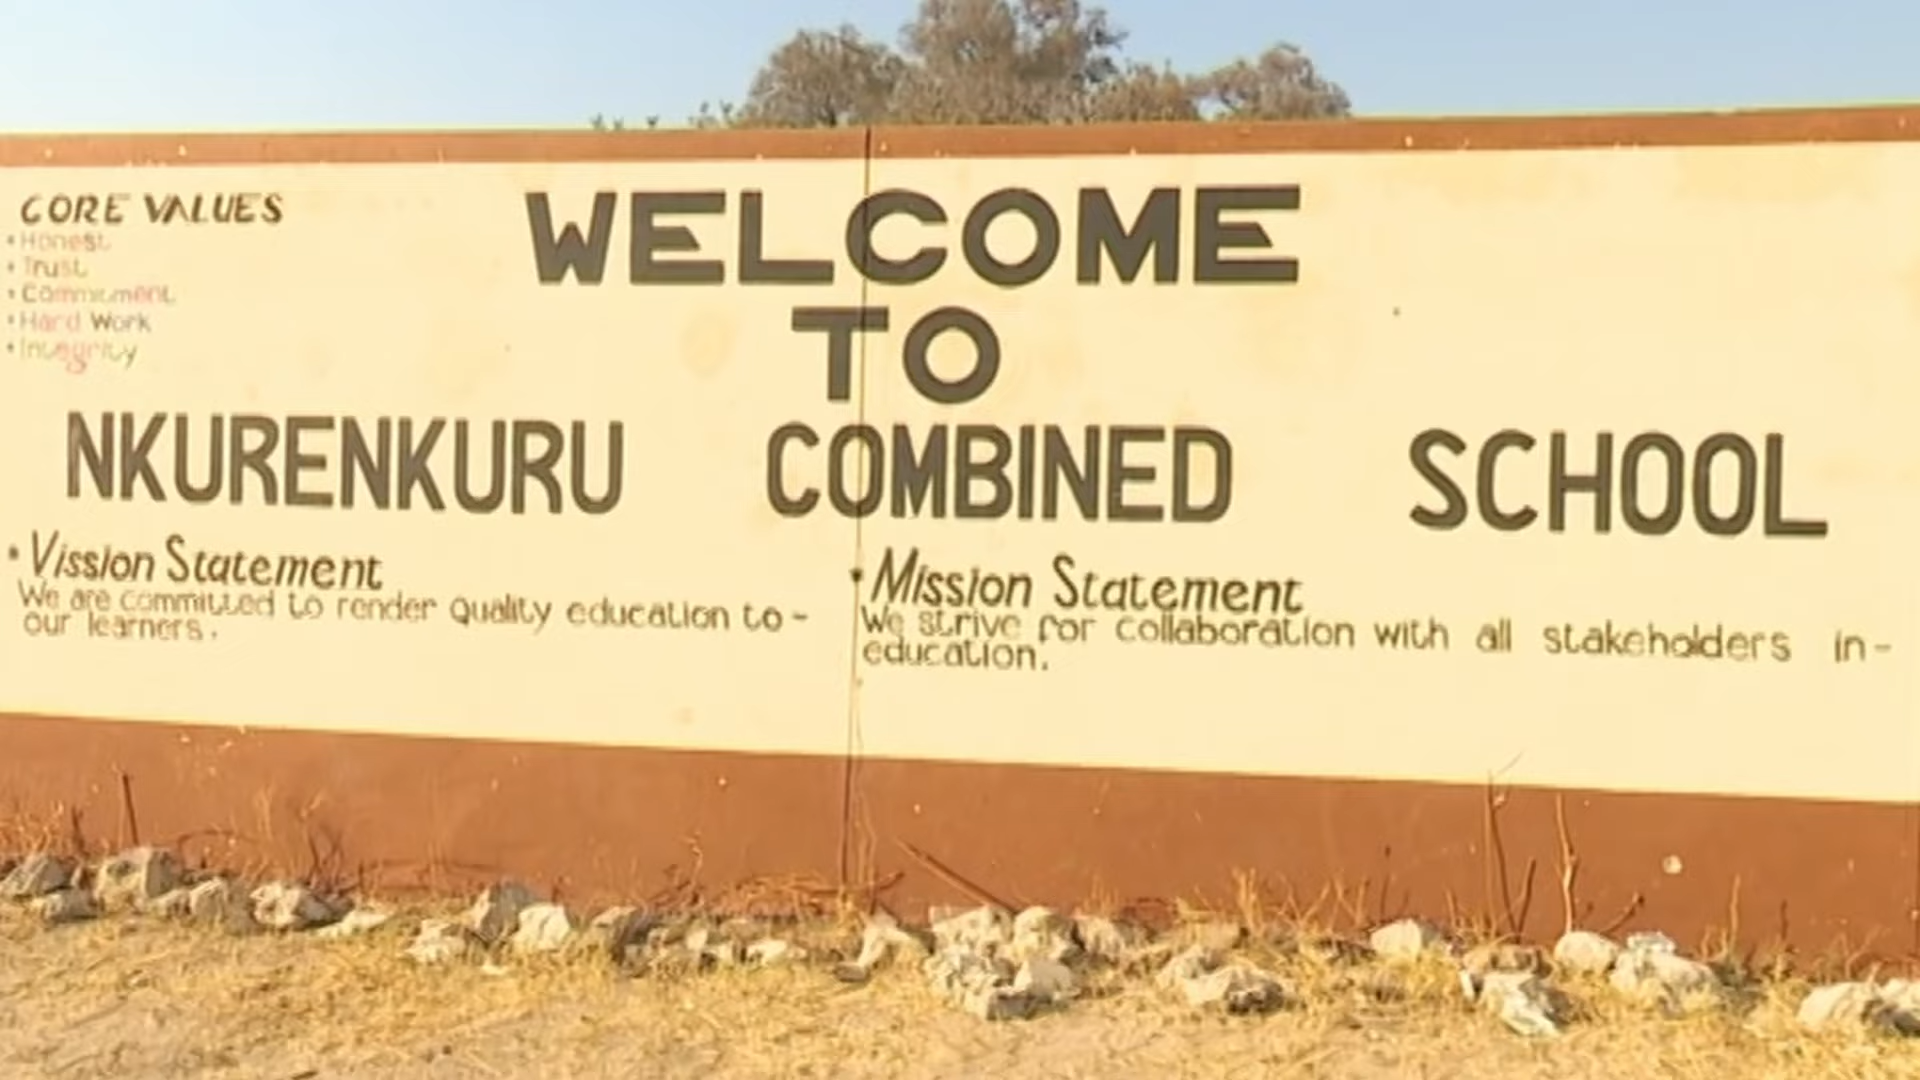 CORE VALUES
• Honest
• Trust
• Commitment
• Hard Work
• Integrity
WELCOME
TO
NKURENKURU COMBINED SCHOOL
• Vission Statement
We are committed to render quality education to-
our learners.
• Mission Statement
We strive for collaboration with all stakeholders in-
education.